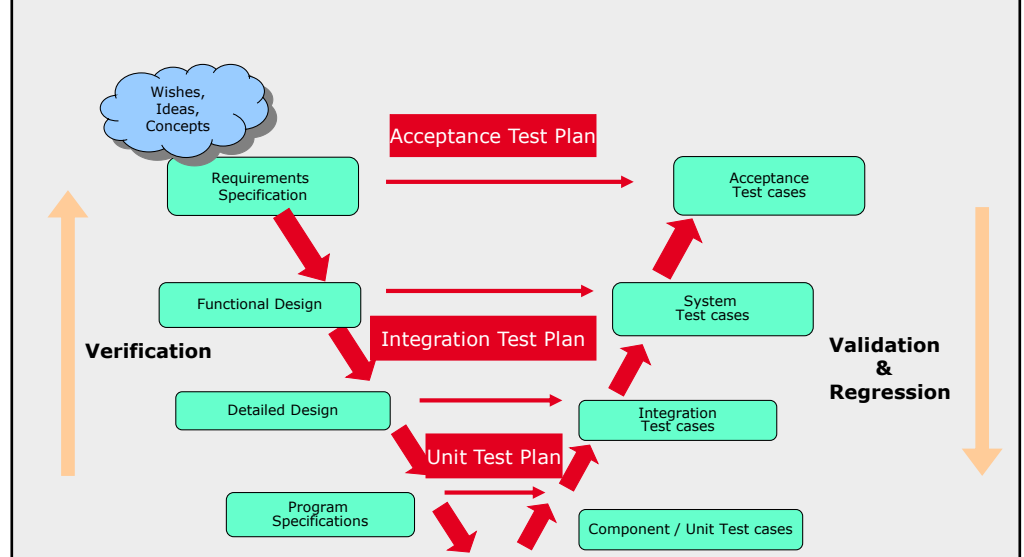 Wishes,
Ideas,
Concepts
Acceptance Test Plan
Requirements
Specification
Acceptance
Test cases
Functional Design
System
Test cases
Verification
Integration Test Plan
Validation
&
Regression
Detailed Design
Integration
Test cases
Unit Test Plan
Program
Specifications
Component / Unit Test cases